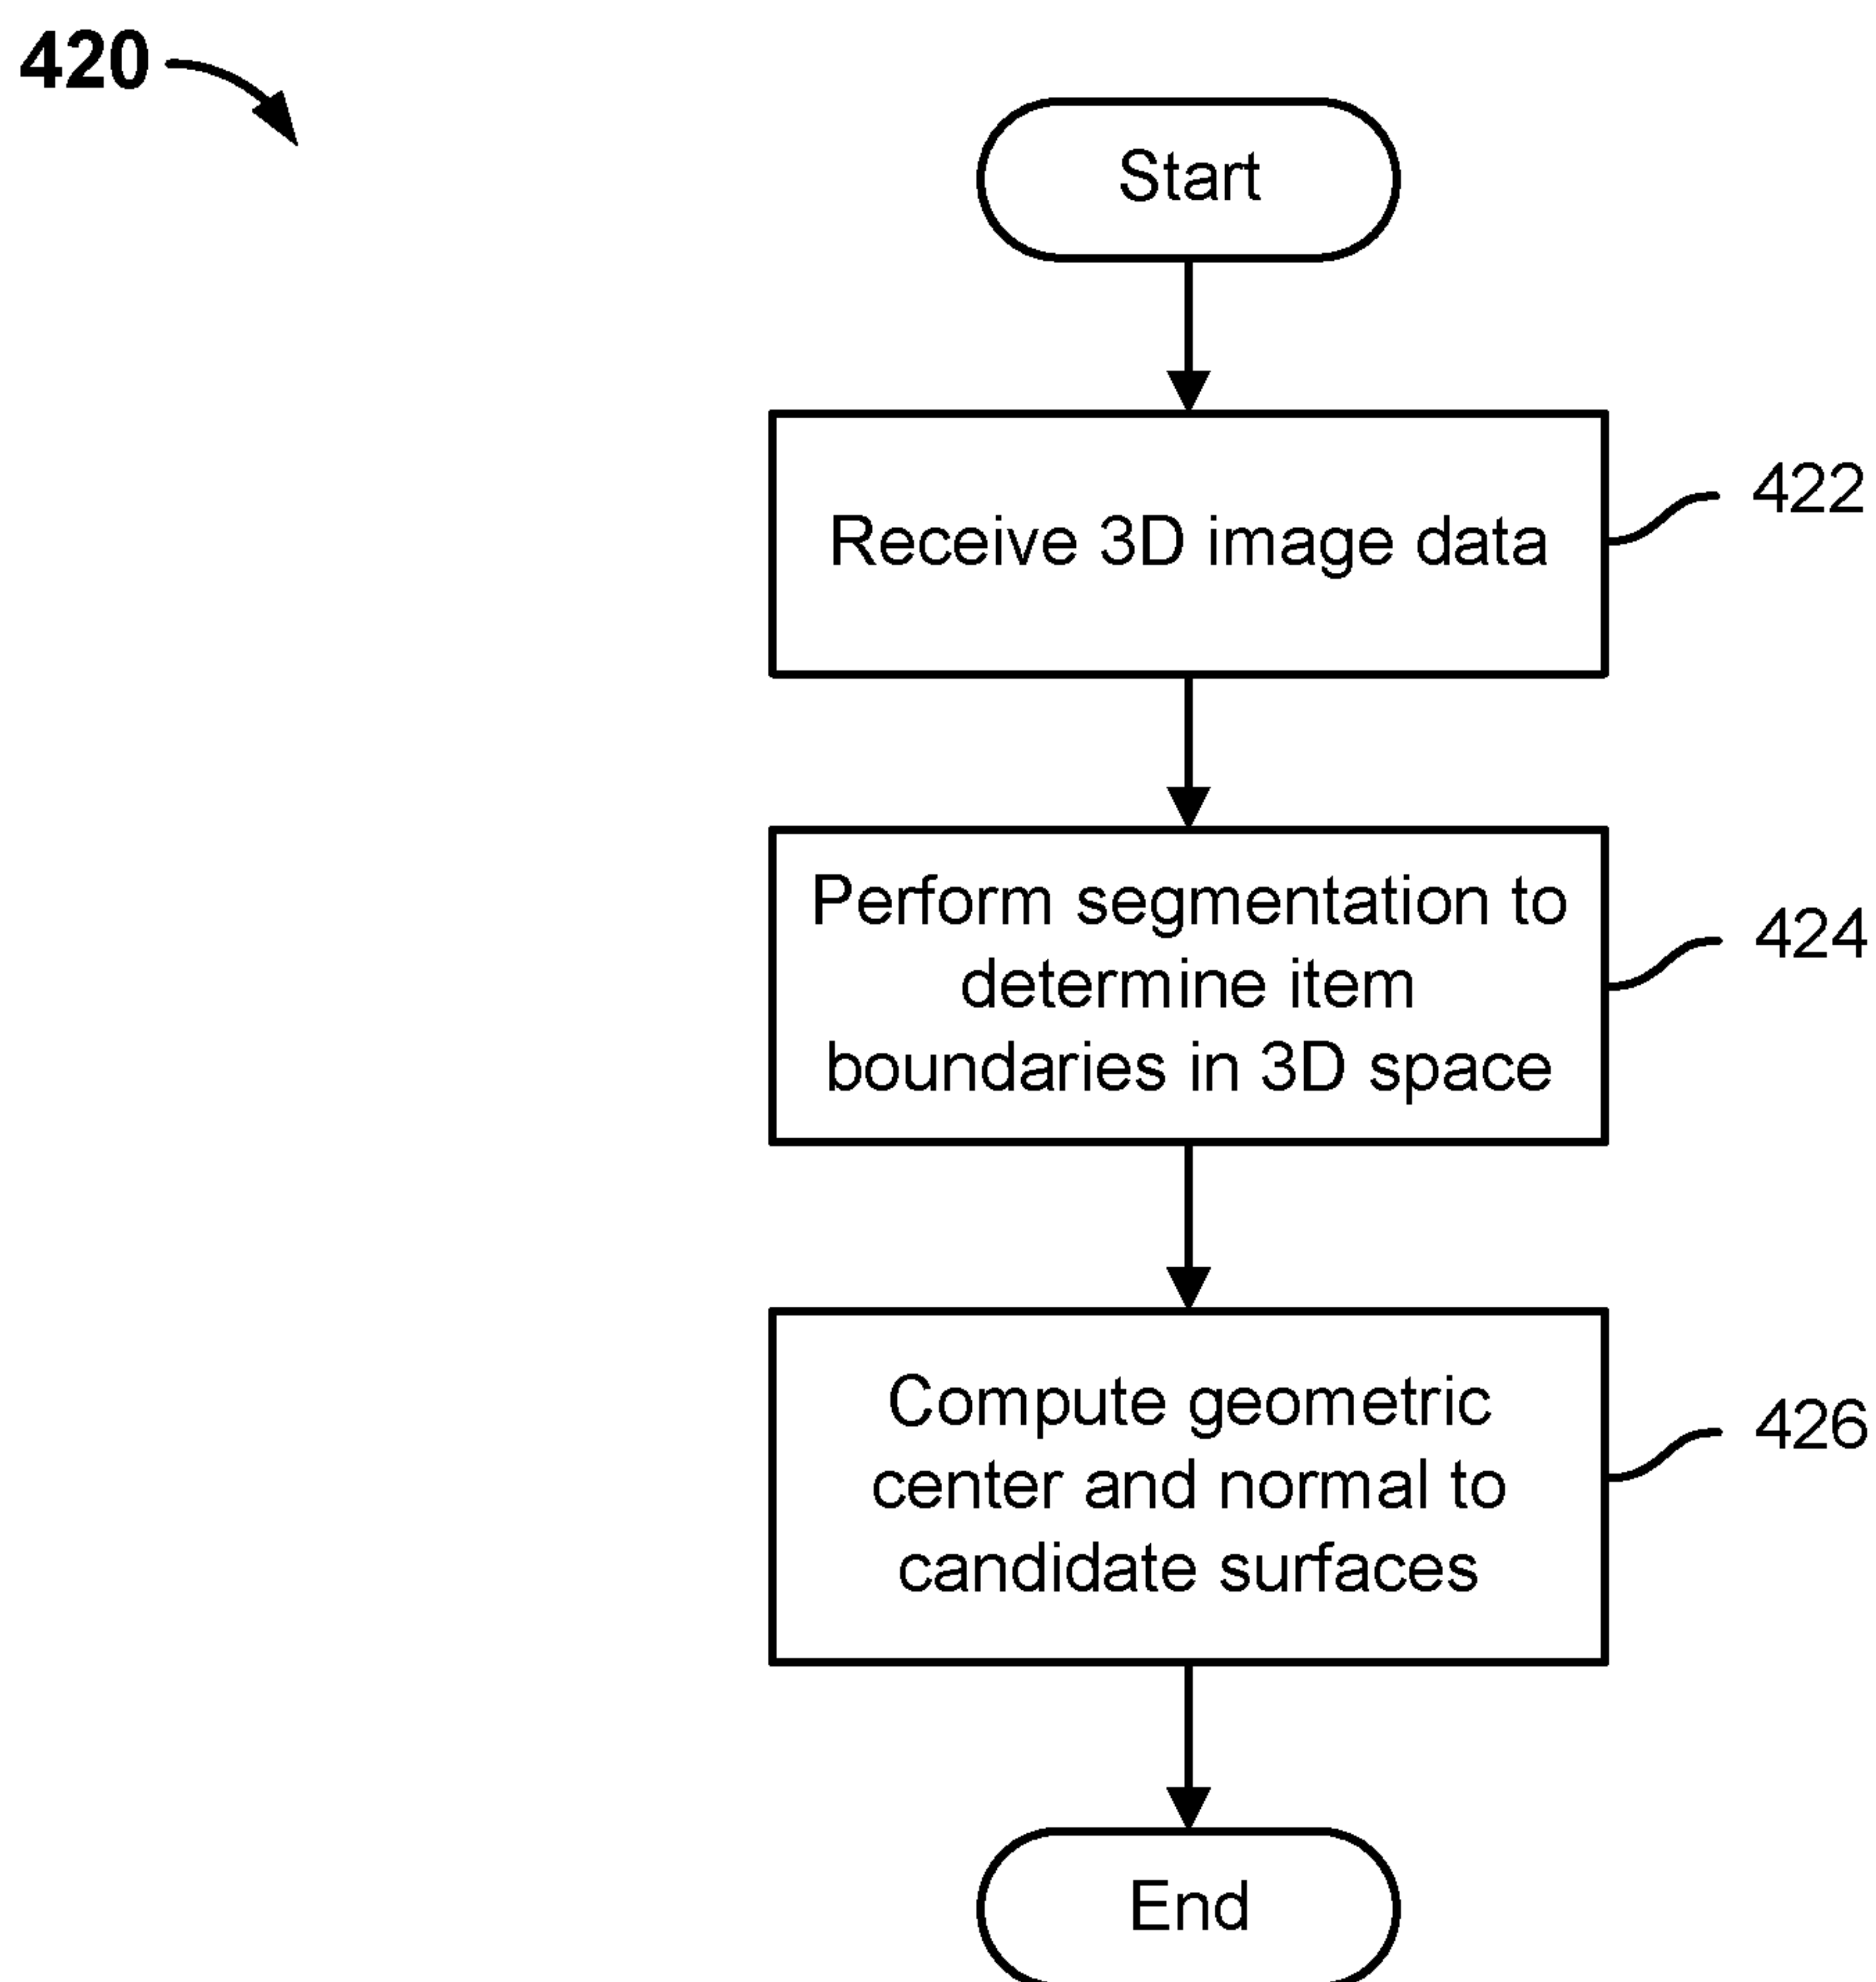 420
Start
Receive 3D image data
422
Perform segmentation to
determine item
boundaries in 3D space
424
Compute geometric
center and normal to
candidate surfaces
426
End